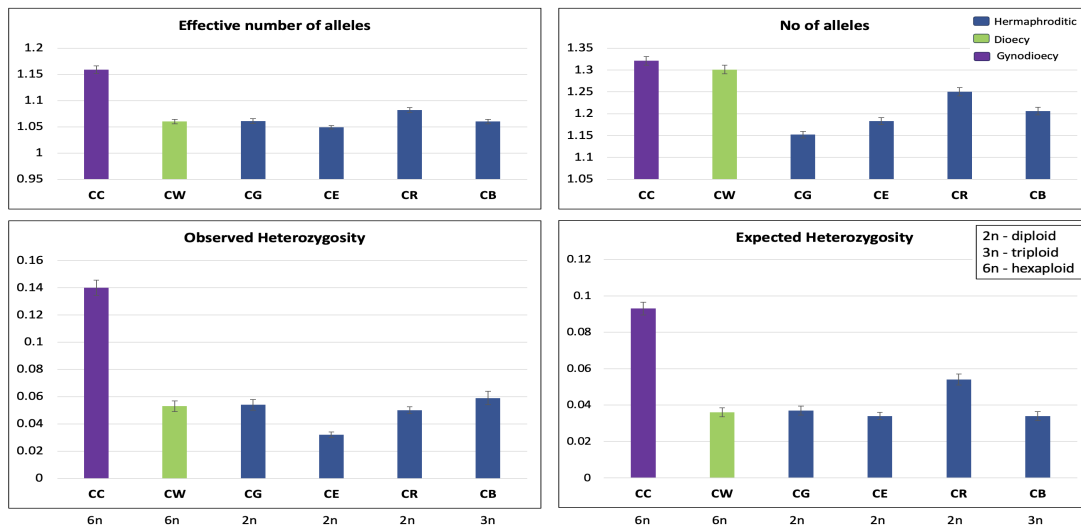 Effective number of alleles
1.2
1.15
1.1
1.05
1
0.95
CC CW CG CE CR CB
No of alleles
Hermaphroditic
Dioecy
Gynodioecy
1.35
1.3
1.25
1.2
1.15
1.1
1.05
CC CW CG CE CR CB
Observed Heterozygosity
0.16
0.14
0.12
0.1
0.08
0.06
0.04
0.02
0
CC CW CG CE CR CB
6n 6n 2n 2n 2n 3n
Expected Heterozygosity
2n - diploid
3n - triploid
6n - hexaploid
0.12
0.1
0.08
0.06
0.04
0.02
0
CC CW CG CE CR CB
6n 6n 2n 2n 2n 3n